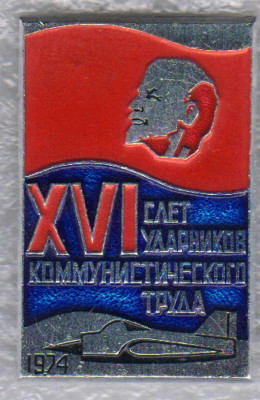 XVI СЛЕТ
УДАРНИКОВ
КОММУНИСТИЧЕСКОГО
ТРУДА
1974